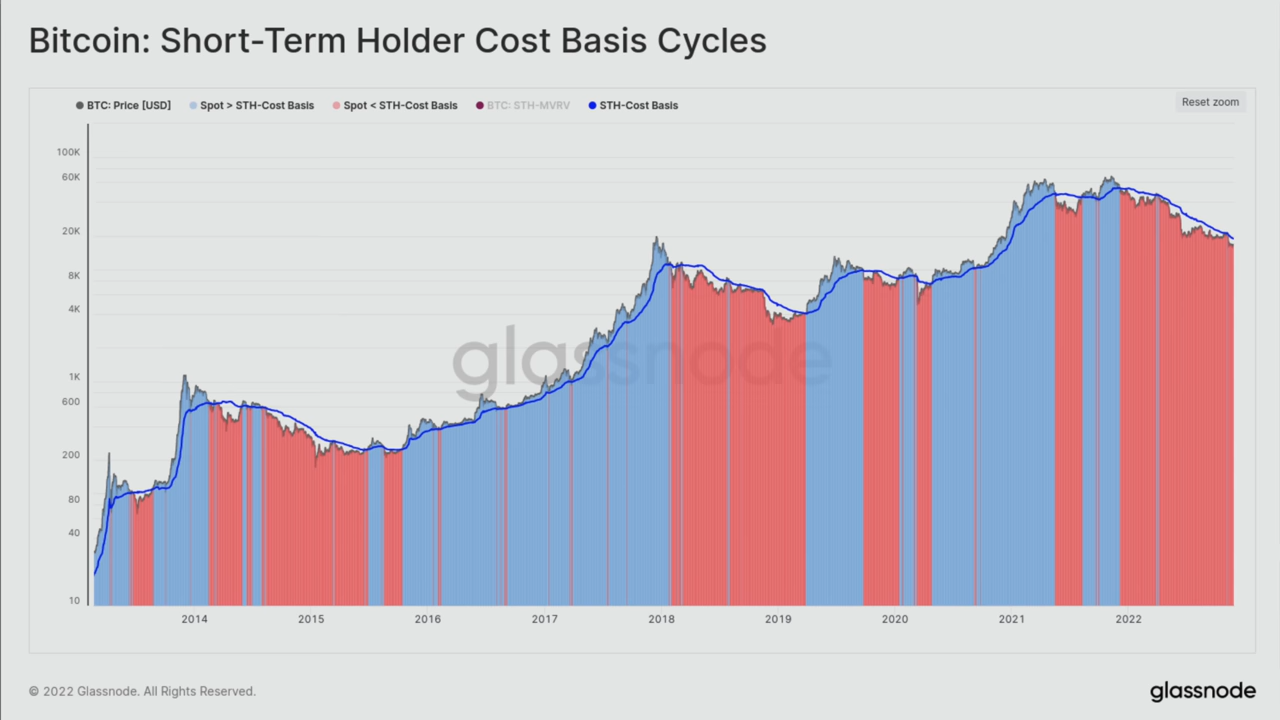 Bitcoin: Short-Term Holder Cost Basis Cycles
BTC: Price [USD] Spot > STH-Cost Basis Spot < STH-Cost Basis BTC: STH-MVRV STH-Cost Basis
Reset zoom
100K
60K
20K
8K
4K
1K
600
200
80
40
10
glassnode
2014 2015 2016 2017 2018 2019 2020 2021 2022
© 2022 Glassnode. All Rights Reserved.
glassnode